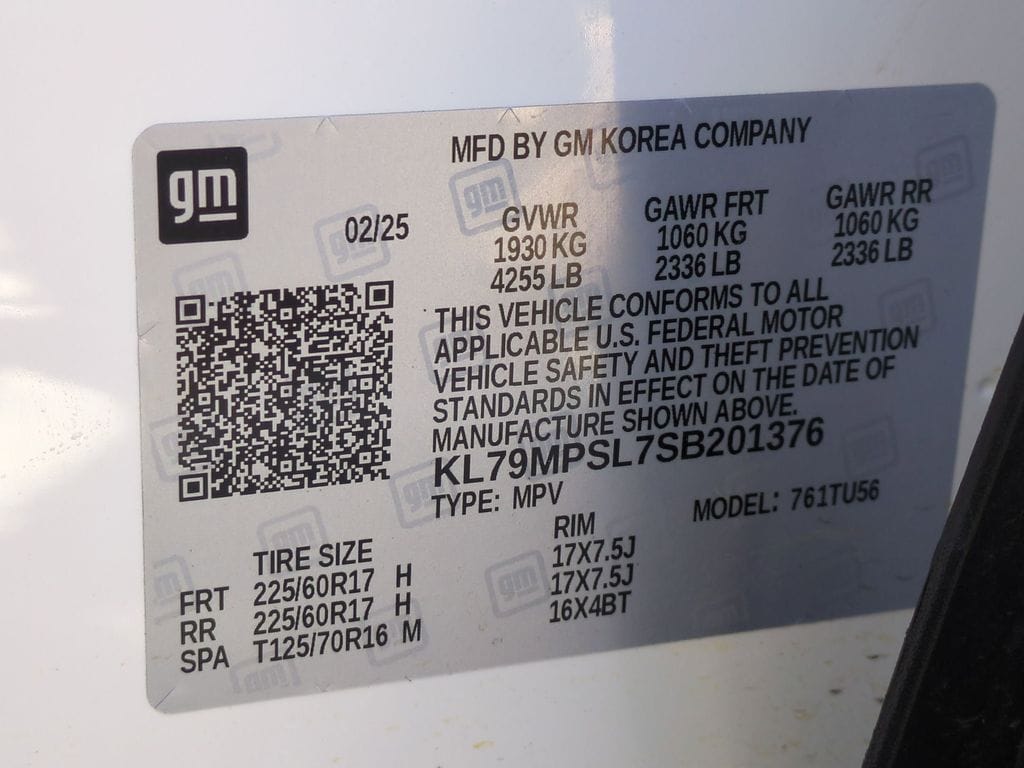 gm
MFD BY GM KOREA COMPANY
02/25
GVWR GAWR FRT GAWR RR
1930 KG 1060 KG 1060 KG
4255 LB 2336 LB 2336 LB
THIS VEHICLE CONFORMS TO ALL
APPLICABLE U.S. FEDERAL MOTOR
VEHICLE SAFETY AND THEFT PREVENTION
STANDARDS IN EFFECT ON THE DATE OF
MANUFACTURE SHOWN ABOVE.
KL79MPSL7SB201376
TYPE: MPV MODEL: 761TU56
TIRE SIZE RIM
FRT 225/60R17 H 17X7.5J
RR 225/60R17 H 17X7.5J
SPA T125/70R16 M 16X4BT